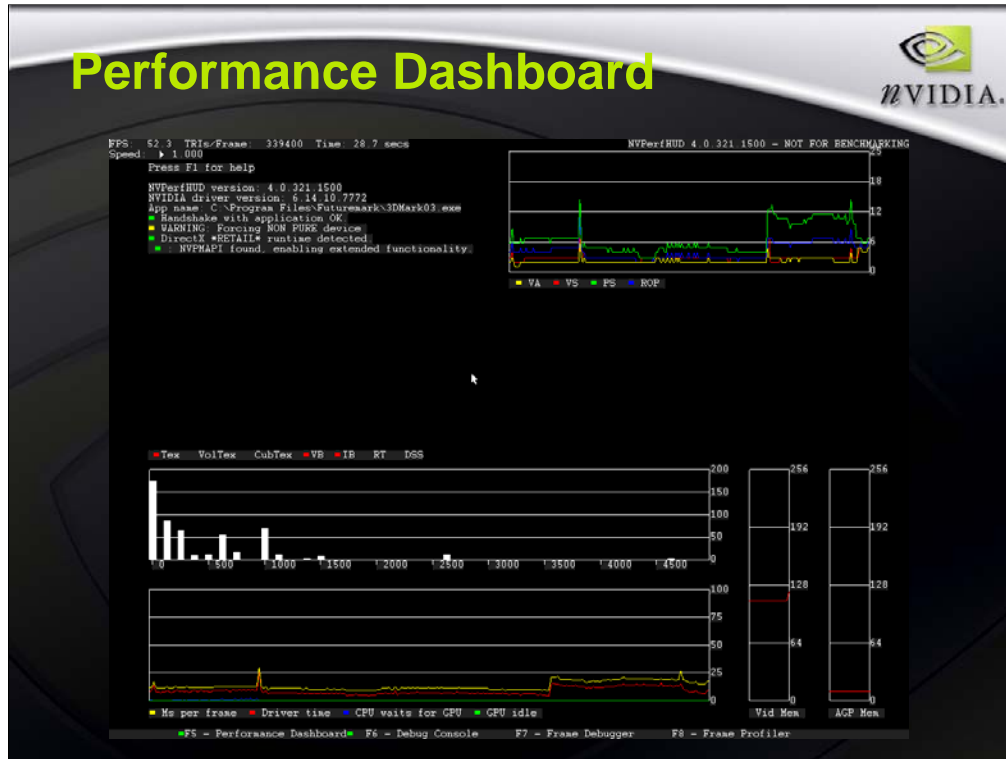 Performance Dashboard
nVIDIA.
FPS: 52.3 TRIs/Frame: 339400 Time: 28.7 secs
NVPerfHUD 4.0.321.1500 - NOT FOR BENCHMARKING
Speed: 1.000
Press F1 for help
NVPerfHUD version: 4.0.321.1500
NVIDIA driver version: 6.14.10.7772
App name: C:\Program Files\Futuremark\3DMark03.exe
Handshake with application OK.
WARNING: Forcing NON PURE device
DirectX *RETAIL* runtime detected
: NVPMAPI found, enabling extended functionality.
25
18
12
6
0
VA VS PS ROP
Tex VolTex CubTex VB IB RT DSS
200
150
100
50
0
0 500 1000 1500 2000 2500 3000 3500 4000 4500
100
75
50
25
0
Ms per frame Driver time CPU waits for GPU GPU idle
256
192
128
64
0
Vid Mem
256
192
128
64
0
AGP Mem
F5 - Performance Dashboard F6 - Debug Console F7 - Frame Debugger F8 - Frame Profiler